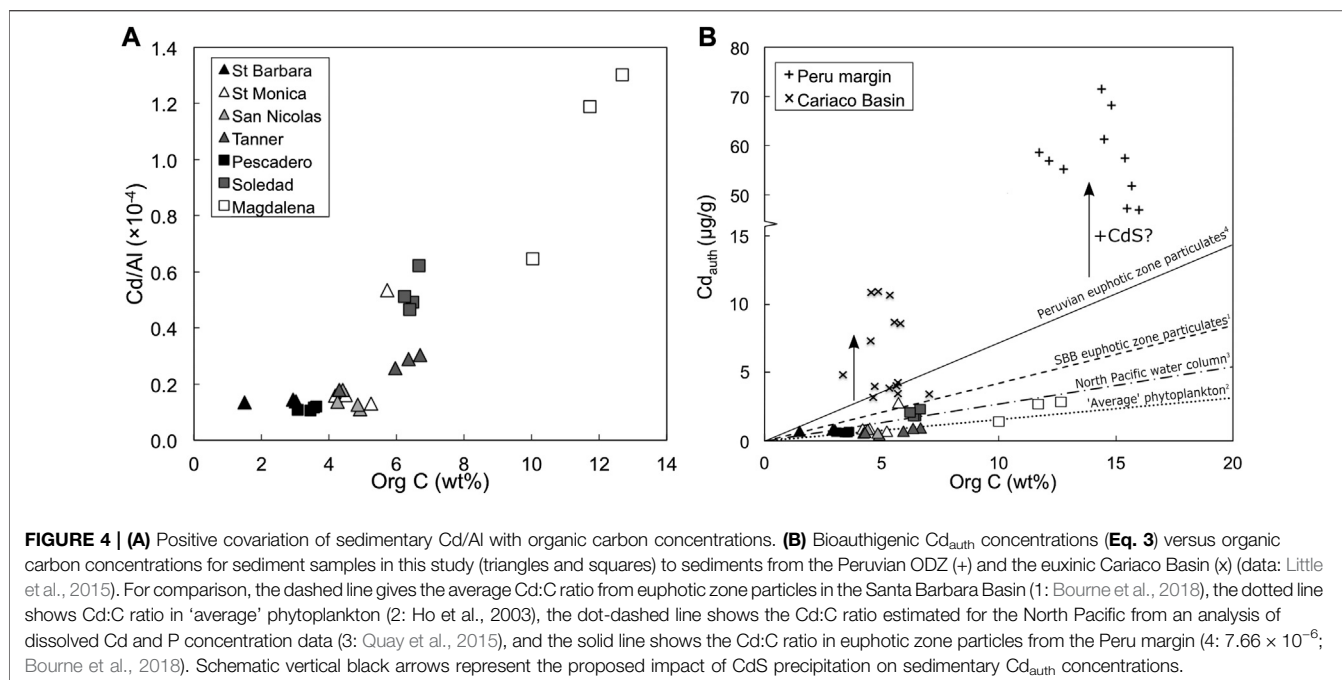 A
1.4
1.2
1.0
0.8
0.6
0.4
0.2
0.0
Cd/Al (×10-4)
0 2 4 6 8 10 12 14
Org C (wt%)
St Barbara
St Monica
San Nicolas
Tanner
Pescadero
Soledad
Magdalena
B
80
70
60
50
15
10
5
0
Cdauth (µg/g)
0 5 10 15 20
Org C (wt%)
+ Peru margin
× Cariaco Basin
+CdS?
Peruvian euphotic zone particulates4
SBB euphotic zone particulates1
North Pacific water column3
'Average' phytoplankton2
FIGURE 4 | (A) Positive covariation of sedimentary Cd/Al with organic carbon concentrations. (B) Bioauthigenic Cdauth concentrations (Eq. 3) versus organic
carbon concentrations for sediment samples in this study (triangles and squares) to sediments from the Peruvian ODZ (+) and the euxinic Cariaco Basin (x) (data: Little
et al., 2015). For comparison, the dashed line gives the average Cd:C ratio from euphotic zone particles in the Santa Barbara Basin (1: Bourne et al., 2018), the dotted line
shows Cd:C ratio in ‘average’ phytoplankton (2: Ho et al., 2003), the dot-dashed line shows the Cd:C ratio estimated for the North Pacific from an analysis of
dissolved Cd and P concentration data (3: Quay et al., 2015), and the solid line shows the Cd:C ratio in euphotic zone particles from the Peru margin (4: 7.66 × 10−6;
Bourne et al., 2018). Schematic vertical black arrows represent the proposed impact of CdS precipitation on sedimentary Cdauth concentrations.